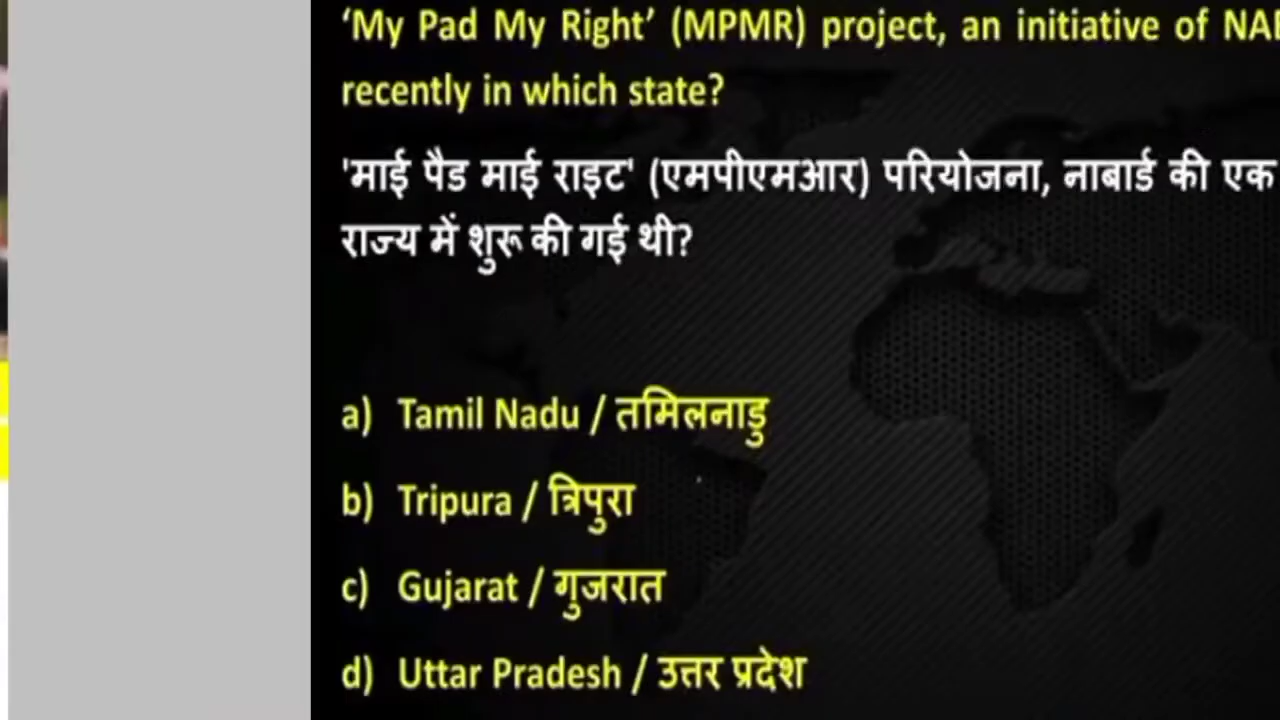 ‘My Pad My Right’ (MPMR) project, an initiative of
recently in which state?
'माई पैड माई राइट' (एमपीएमआर) परियोजना, नाबार्ड की एक
राज्य में शुरू की गई थी?
a) Tamil Nadu / तमिलनाडु
b) Tripura / त्रिपुरा
c) Gujarat / गुजरात
d) Uttar Pradesh / उत्तर प्रदेश